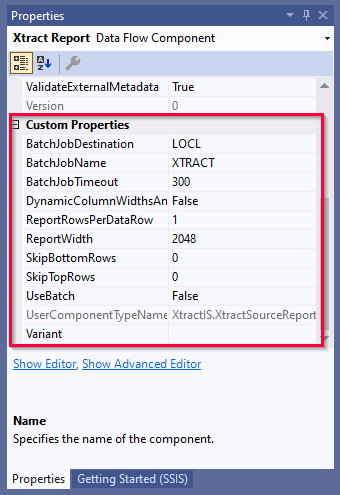 Properties
Xtract Report Data Flow Component
ValidateExternalMetadata True
Version 0
Custom Properties
BatchJobDestination LOCL
BatchJobName XTRACT
BatchJobTimeout 300
DynamicColumnWidthsAn False
ReportRowsPerDataRow 1
ReportWidth 2048
SkipBottomRows 0
SkipTopRows 0
UseBatch False
UserComponentTypeName XtractIS.XtractSourceReport
Variant
Show Editor, Show Advanced Editor
Name
Specifies the name of the component.
Properties Getting Started (SSIS)